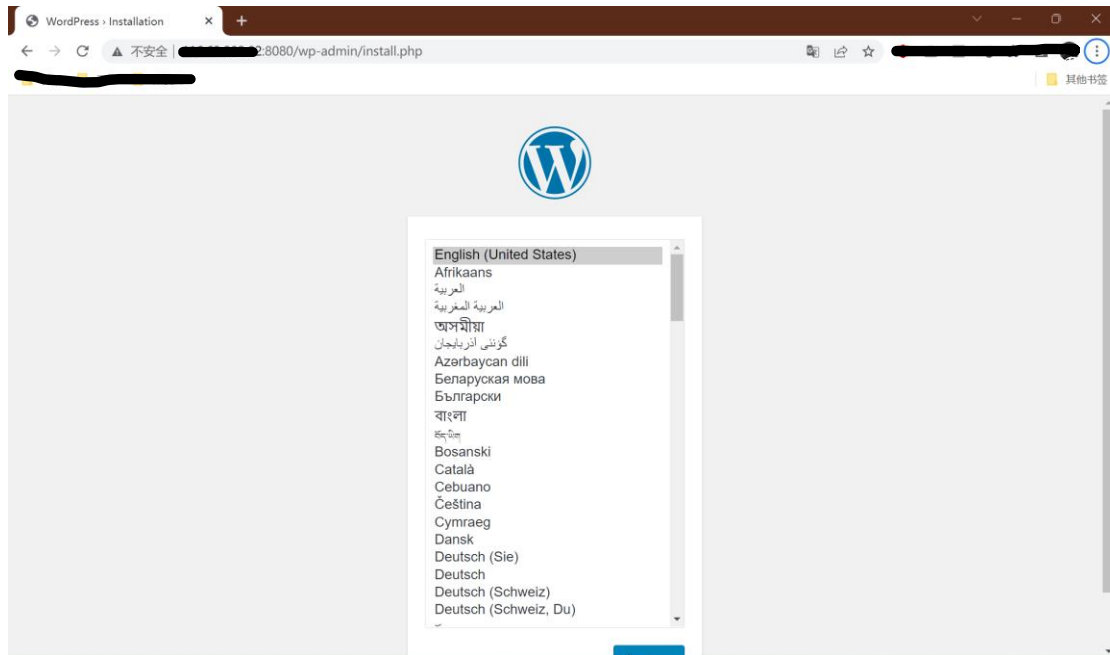 WordPress › Installation
不安全
2:8080/wp-admin/install.php
其他书签
English (United States)
Afrikaans
العربية
العربية المغربية
অসমীয়া
گؤنئی آذربایجان
Azərbaycan dili
Беларуская мова
Български
বাংলা
བོད་ཡིག
Bosanski
Català
Cebuano
Čeština
Cymraeg
Dansk
Deutsch (Sie)
Deutsch
Deutsch (Schweiz)
Deutsch (Schweiz, Du)